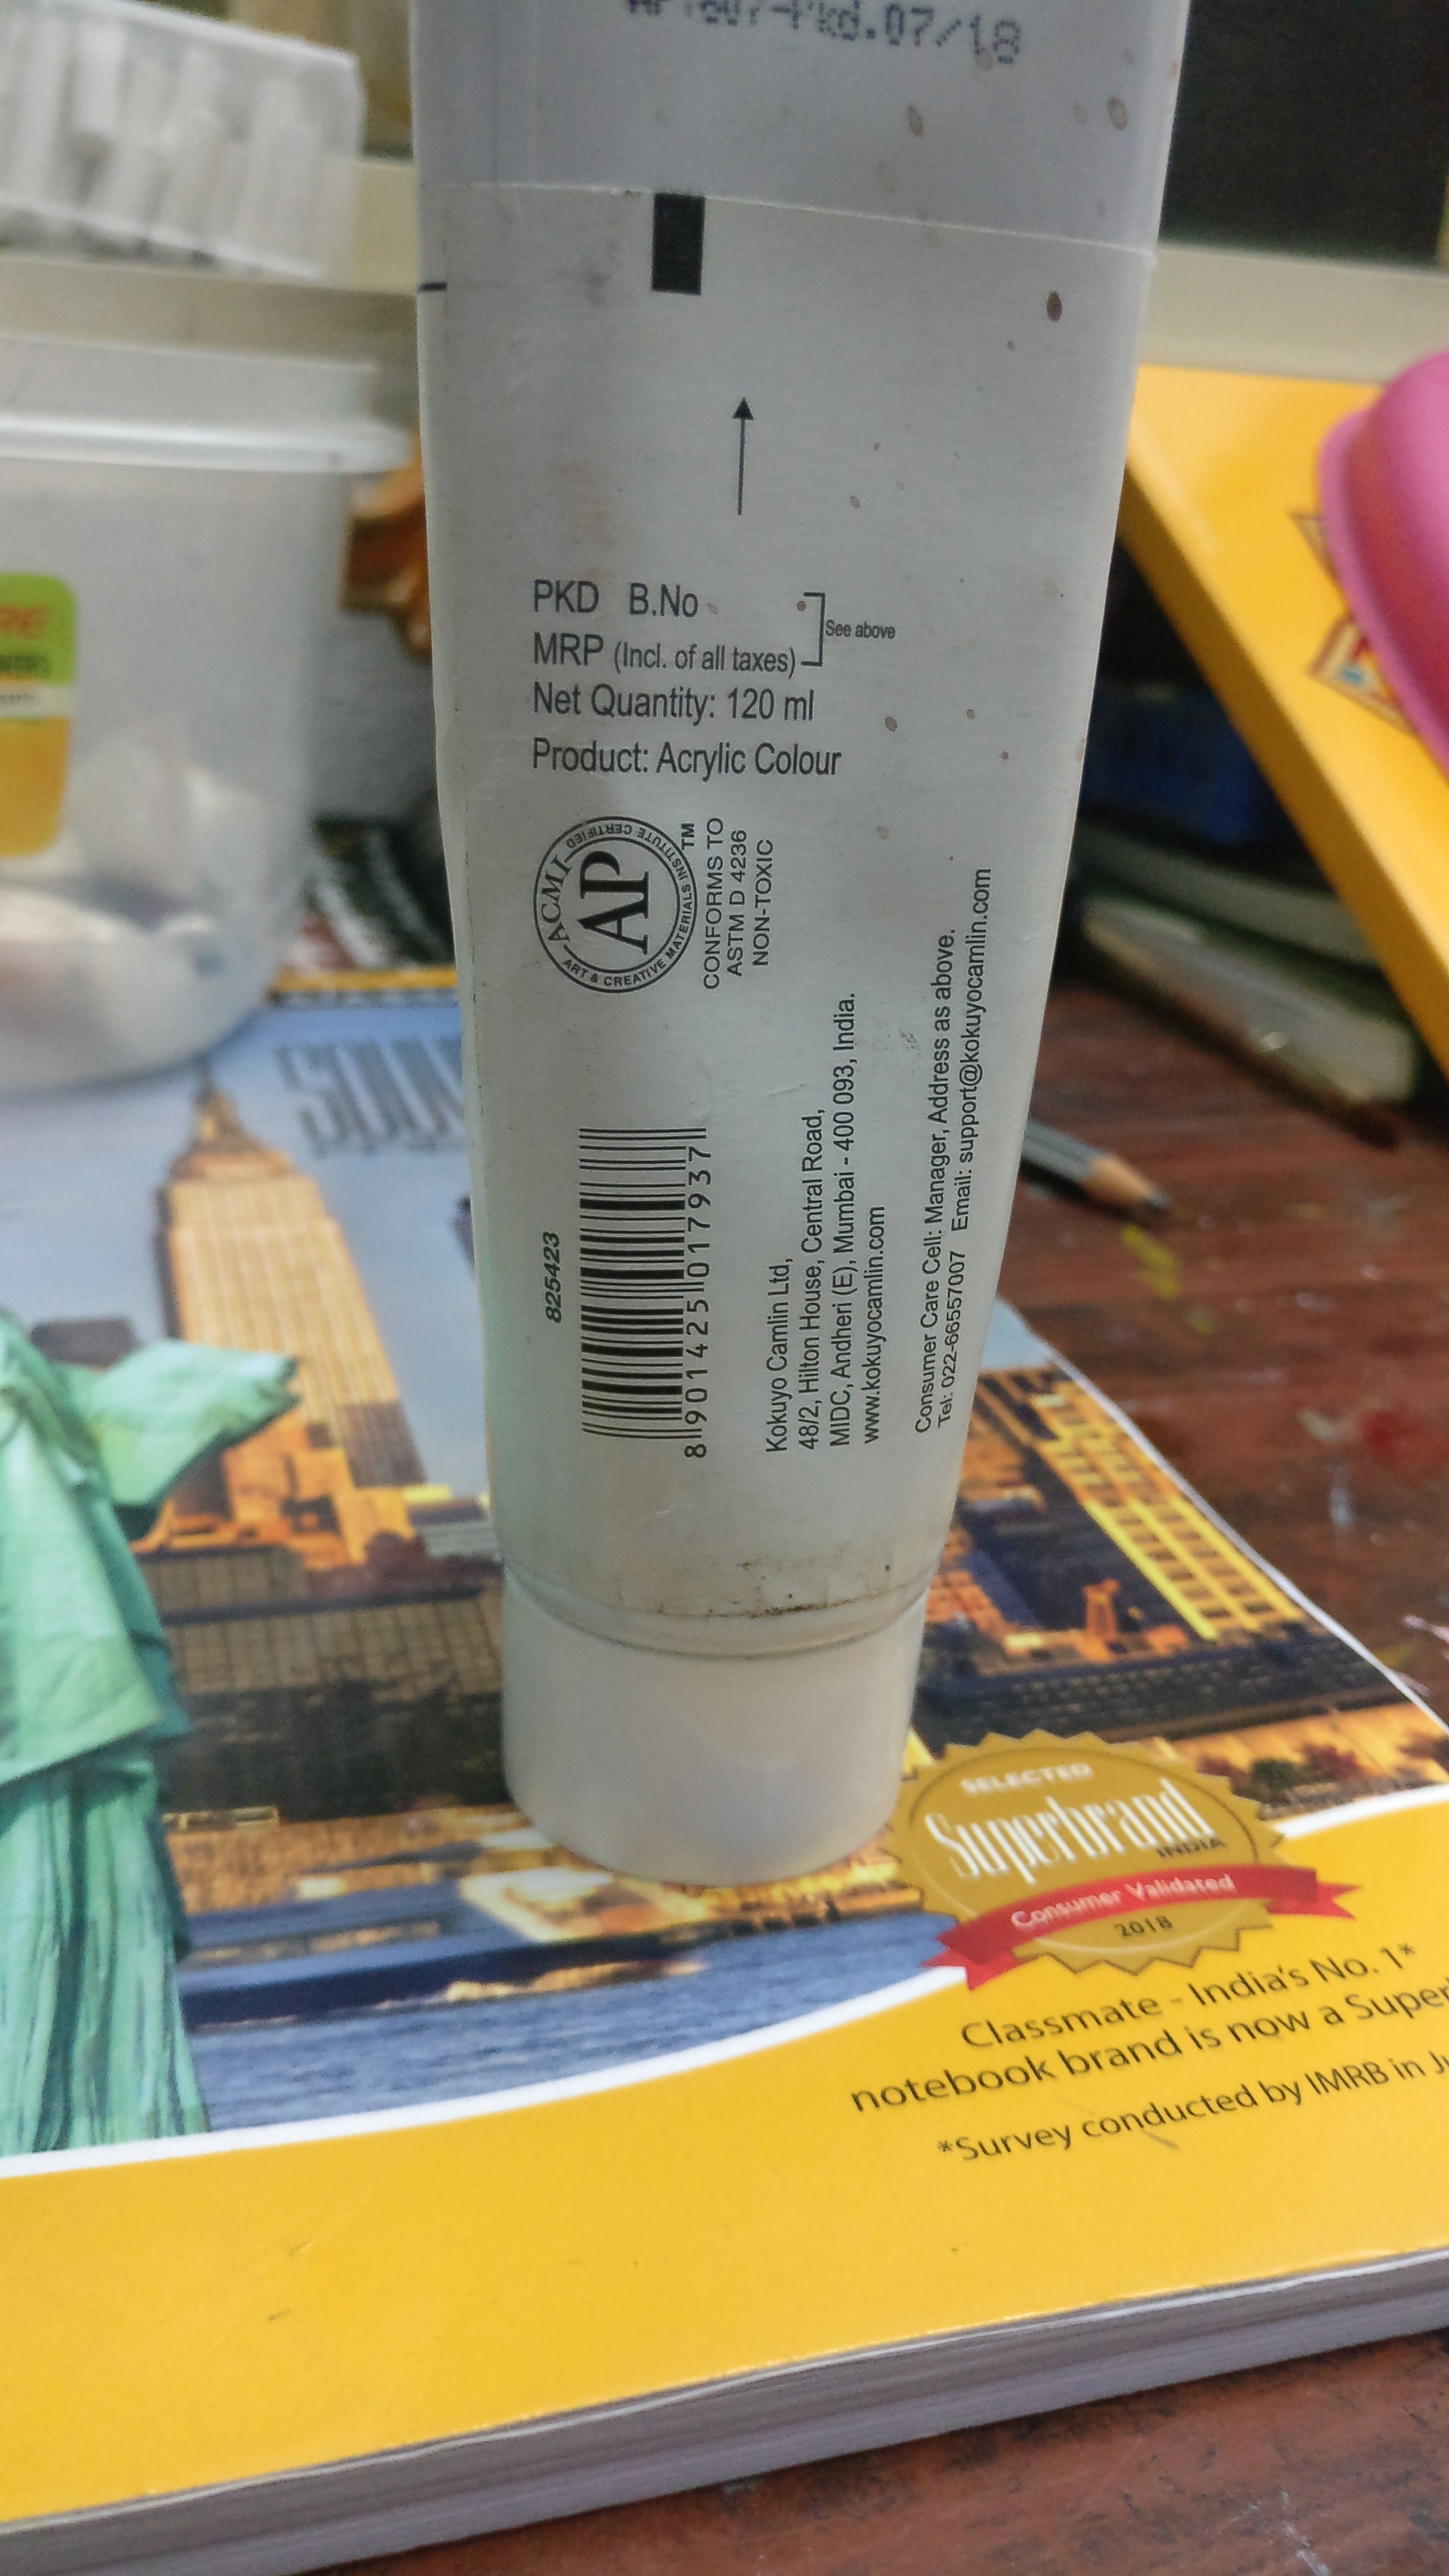 Pkd.07/18
PKD B.No
MRP (Incl. of all taxes)
See above
Net Quantity: 120 ml
Product: Acrylic Colour
ACMI
ART & CREATIVE MATERIALS INSTITUTE CERTIFIED
AP
TM
CONFORMS TO
ASTM D 4236
NON-TOXIC
825423
8 901425 017937
Kokuyo Camlin Ltd,
48/2, Hilton House, Central Road,
MIDC, Andheri (E), Mumbai - 400 093, India.
www.kokuyocamlin.com
Consumer Care Cell: Manager, Address as above.
Tel: 022-66557007 Email: support@kokuyocamlin.com
SELECTED
Superbrand
INDIA
Consumer Validated
2018
Classmate - India's No. 1*
notebook brand is now a
*Survey conducted by IMRB in